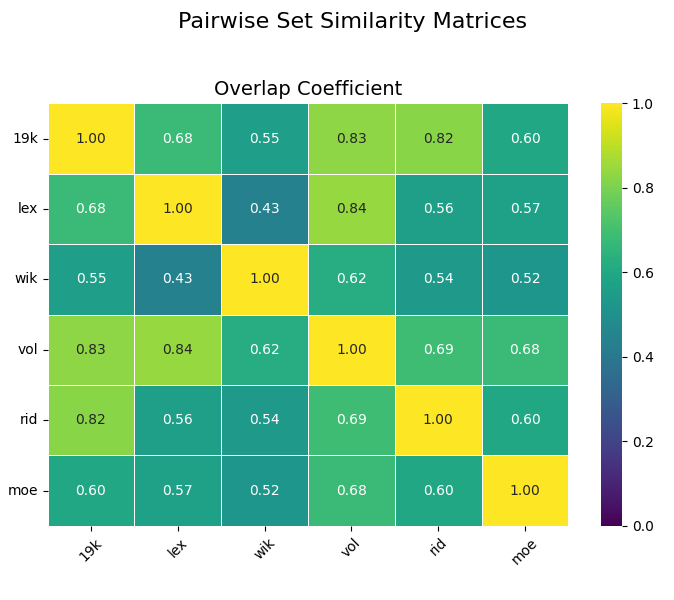 Pairwise Set Similarity Matrices
Overlap Coefficient
19k 1.00 0.68 0.55 0.83 0.82 0.60
lex 0.68 1.00 0.43 0.84 0.56 0.57
wik 0.55 0.43 1.00 0.62 0.54 0.52
vol 0.83 0.84 0.62 1.00 0.69 0.68
rid 0.82 0.56 0.54 0.69 1.00 0.60
moe 0.60 0.57 0.52 0.68 0.60 1.00
19k lex wik vol rid moe
1.0
0.8
0.6
0.4
0.2
0.0